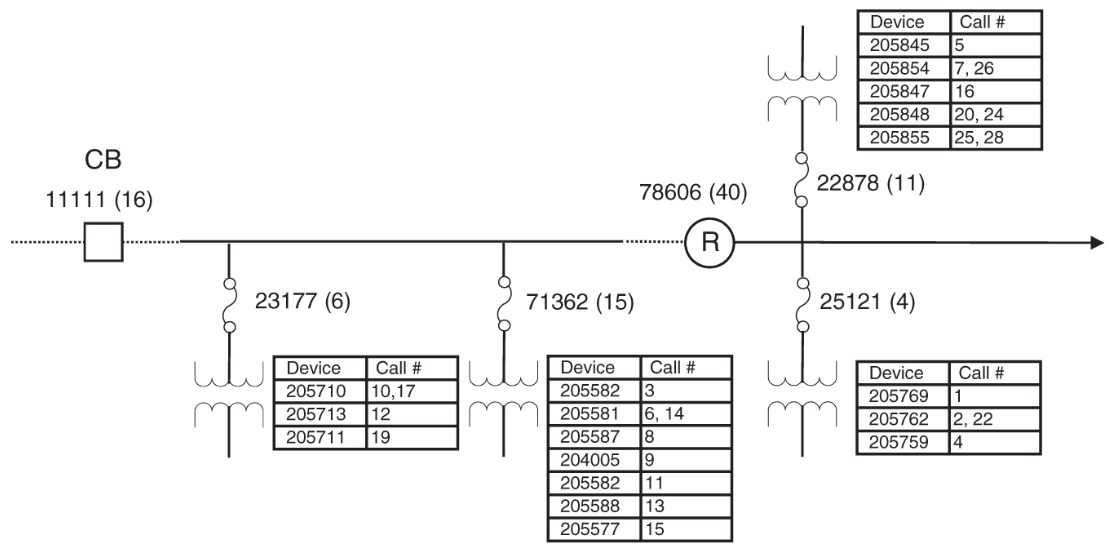 Device Call #
205845 5
205854 7, 26
205847 16
205848 20, 24
205855 25, 28
CB
11111 (16)
78606 (40)
22878 (11)
R
23177 (6)
71362 (15)
25121 (4)
Device Call #
205710 10,17
205713 12
205711 19
Device Call #
205582 3
205581 6, 14
205587 8
204005 9
205582 11
205588 13
205577 15
Device Call #
205769 1
205762 2, 22
205759 4